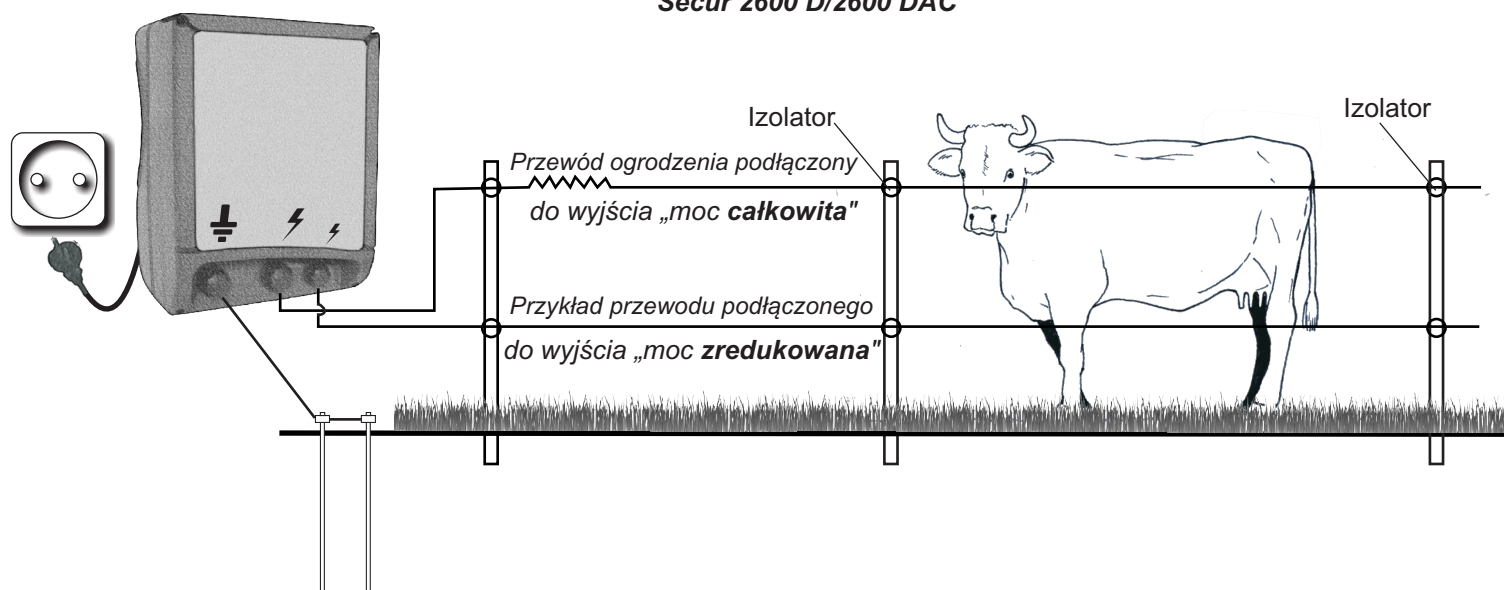 Secur 2600 D/2600 DAC
Izolator
Izolator
Przewód ogrodzenia podłączony
do wyjścia „moc całkowita"
Przykład przewodu podłączonego
do wyjścia „moc zredukowana"